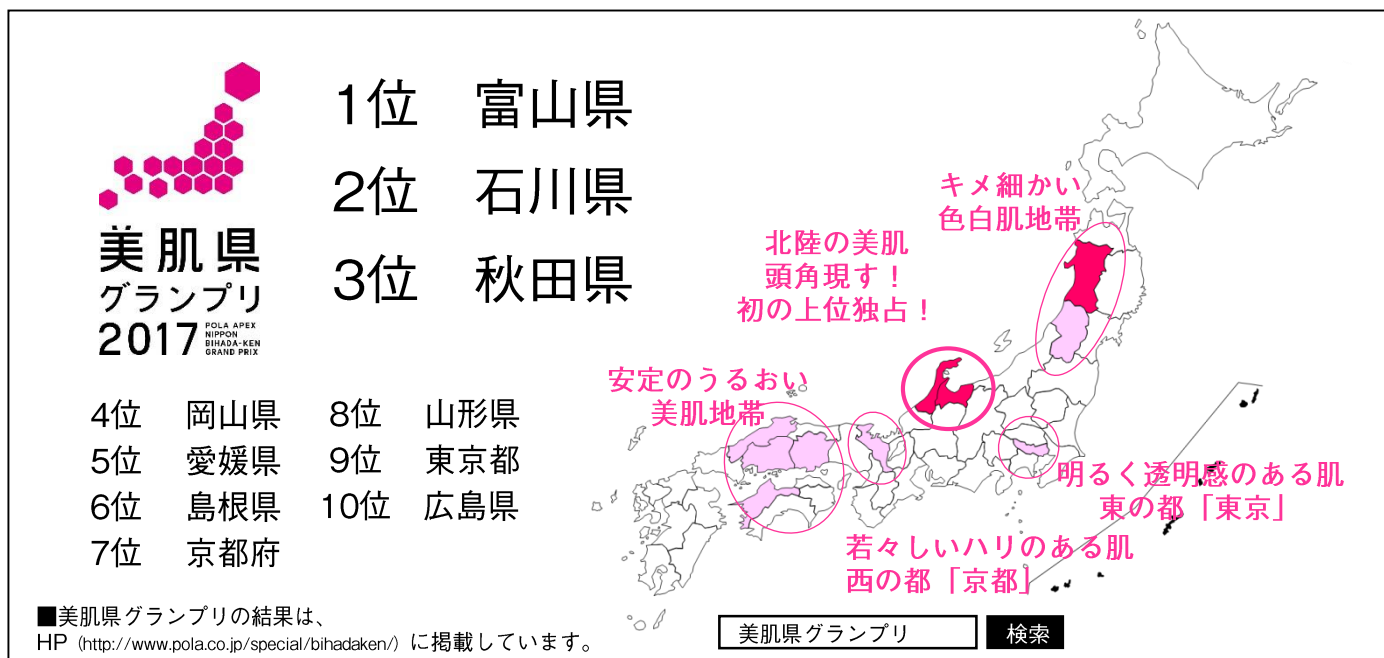 美肌県
グランプリ
2017
POLA APEX
NIPPON
BIHADA-KEN
GRAND PRIX
1位 富山県
2位 石川県
3位 秋田県
4位 岡山県
5位 愛媛県
6位 島根県
7位 京都府
8位 山形県
9位 東京都
10位 広島県
キメ細かい
色白肌地帯
北陸の美肌
頭角現す！
初の上位独占！
安定のうるおい
美肌地帯
明るく透明感のある肌
東の都「東京」
若々しいハリのある肌
西の都「京都」
■美肌県グランプリの結果は、
HP（http://www.pola.co.jp/special/bihadaken/）に掲載しています。
美肌県グランプリ 検索